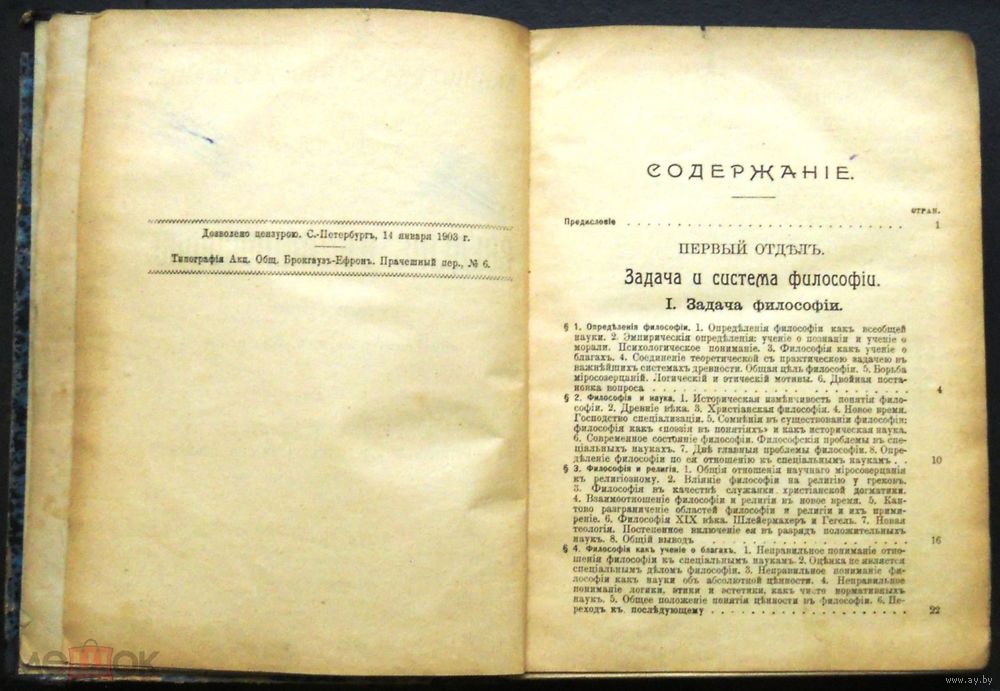 Дозволено цензурою. С.-Петербургъ, 14 января 1903 г.
Типографія Акц. Общ. Брокгаузъ-Ефронъ. Прачешный пер., № 6.
СОДЕРЖАНІЕ.
СТРАН.
Предисловіе . . . . . . . . . . . . . . . . . . . . . . . . 1
ПЕРВЫЙ ОТДѢЛЪ.
Задача и система философіи.
I. Задача философіи.
§ 1. Опредѣленія философіи. 1. Опредѣленія философіи какъ всеобщей
науки. 2. Эмпирическія опредѣленія: ученіе о познаніи и ученіе о
морали. Психологическое пониманіе. 3. Философія какъ ученіе о
благахъ. 4. Соединеніе теоретической съ практическою задачею въ
важнѣйшихъ системахъ древности. Общая цѣль философіи. 5. Борьба
міросозерцаній. Логическій и этическій мотивы. 6. Двойная поста-
новка вопроса . . . . . . . . . . . . . . . . . . . . 4
§ 2. Философія и наука. 1. Историческая измѣнчивость понятія фило-
софіи. 2. Древніе вѣка. 3. Христіанская философія. 4. Новое время.
Господство спеціализаціи. 5. Сомнѣнія въ существованіи философіи;
философія какъ «поэзія въ понятіяхъ» и какъ историческая наука.
6. Современное состояніе философіи. Философскія проблемы въ спе-
ціальныхъ наукахъ. 7. Двѣ главныя проблемы философіи. 8. Опре-
дѣленіе философіи по ея отношенію къ спеціальнымъ наукамъ . . 10
§ 3. Философія и религія. 1. Общія отношенія научнаго міросозерцанія
къ религіозному. 2. Вліяніе философіи на религію у грековъ.
3. Философія въ качествѣ служанки христіанской догматики.
4. Взаимоотношеніе философіи и религіи въ новое время. 5. Кан-
тово разграниченіе областей философіи и религіи и ихъ прими-
реніе. 6. Философія XIX вѣка. Шлейермахеръ и Гегель. 7. Новая
теологія. Постепенное включеніе ея въ разрядъ положительныхъ
наукъ. 8. Общій выводъ . . . . . . . . . . . . . . . . 16
§ 4. Философія какъ ученіе о благахъ. 1. Неправильное пониманіе отно-
шенія философіи къ спеціальнымъ наукамъ. 2. Оцѣнка не является
спеціальнымъ дѣломъ философіи. 3. Неправильное пониманіе фи-
лософіи какъ науки объ абсолютной цѣнности. 4. Неправильное
пониманіе логики, этики и эстетики, какъ чисто нормативныхъ
наукъ. 5. Общее положеніе понятія цѣнности въ философіи. 6. Пе-
реходъ къ послѣдующему . . . . . . . . . . . . . . . . 22
мешок
www.ay.by